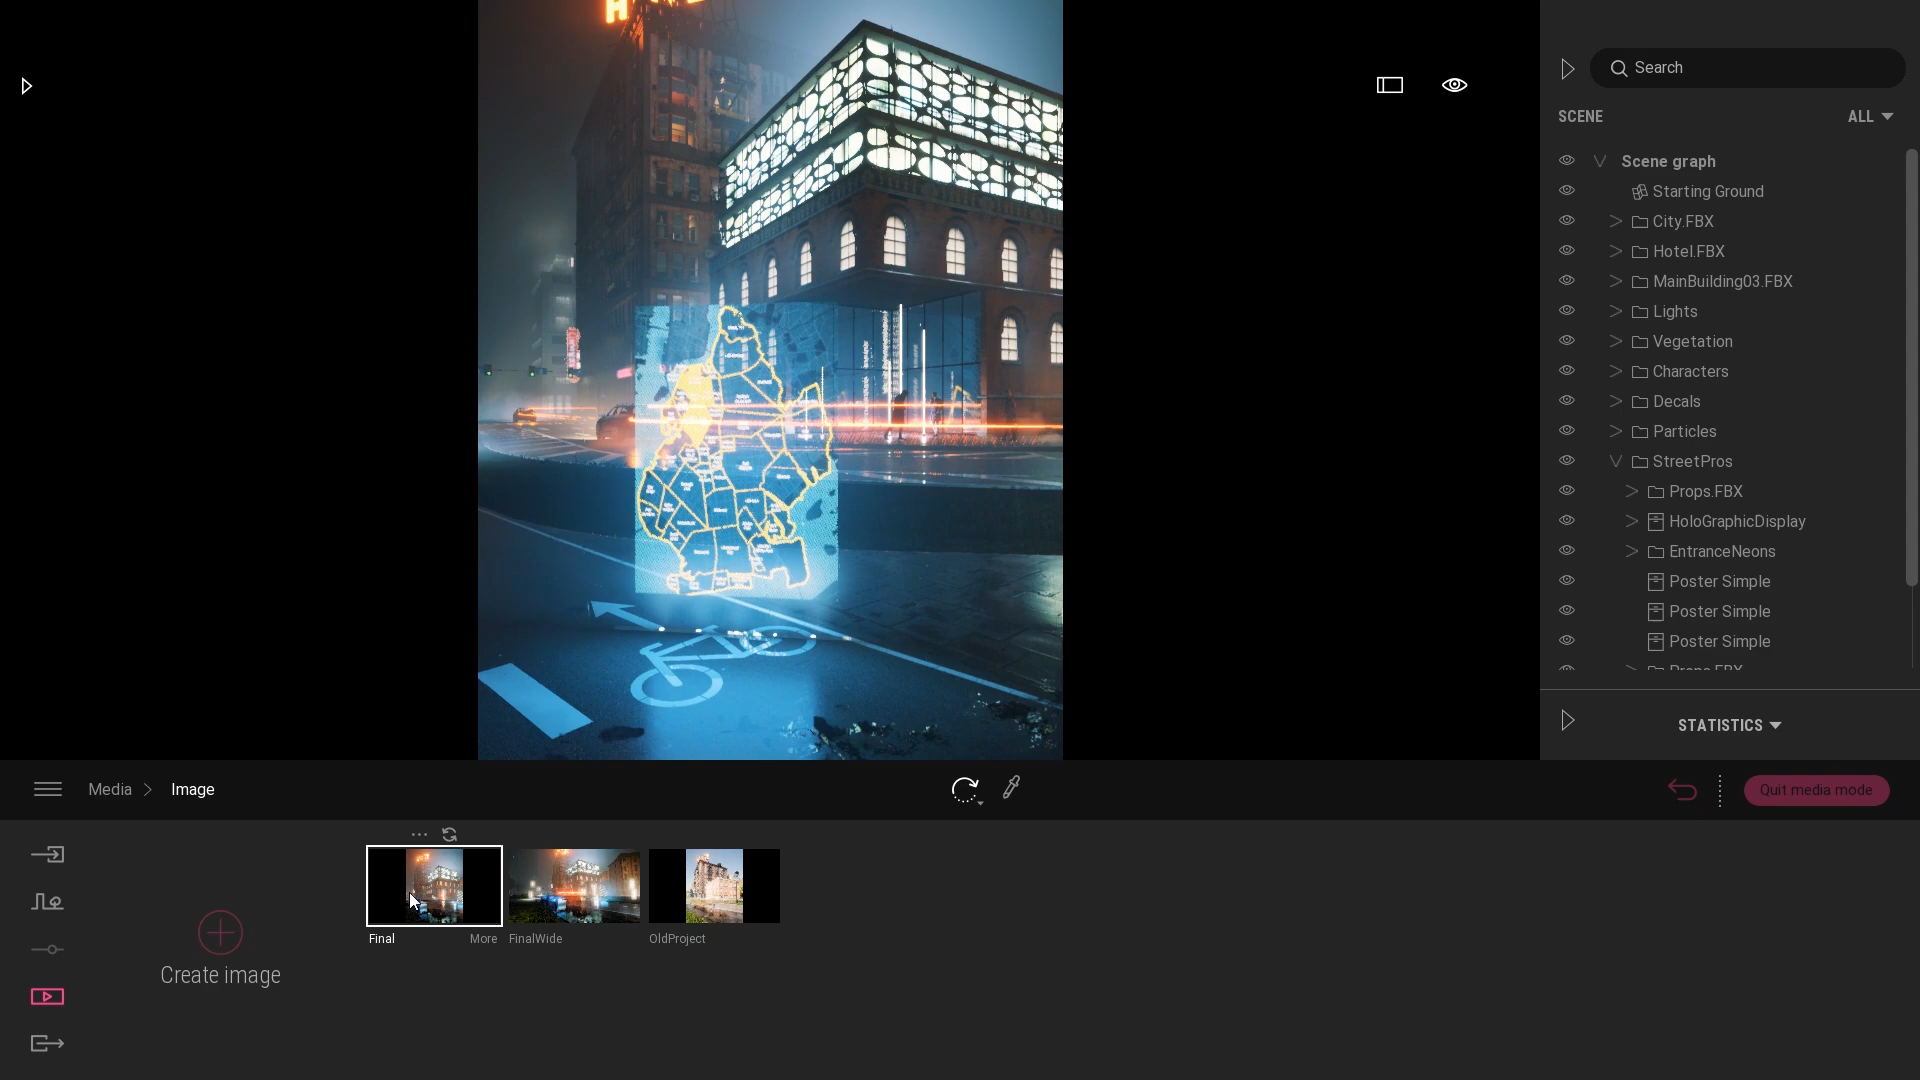 Search
SCENE
ALL
Scene graph
Starting Ground
City.FBX
Hotel.FBX
MainBuilding03.FBX
Lights
Vegetation
Characters
Decals
Particles
StreetPros
Props.FBX
HoloGraphicDisplay
EntranceNeons
Poster Simple
Poster Simple
Poster Simple
Props.FBX
STATISTICS
Media
Image
Quit media mode
Create image
Final
More
FinalWide
OldProject